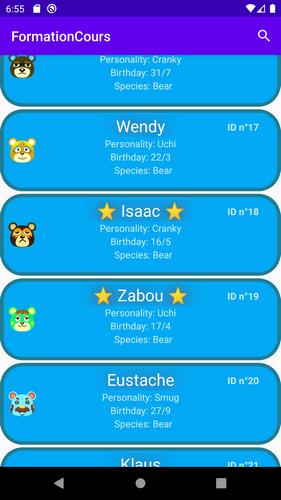 6:55
FormationCours
Personality: Cranky
Birthday: 31/7
Species: Bear
Wendy
ID n°17
Personality: Uchi
Birthday: 22/3
Species: Bear
Isaac
ID n°18
Personality: Cranky
Birthday: 16/5
Species: Bear
Zabou
ID n°19
Personality: Uchi
Birthday: 17/4
Species: Bear
Eustache
ID n°20
Personality: Smug
Birthday: 27/9
Species: Bear
Klaus
ID n°21